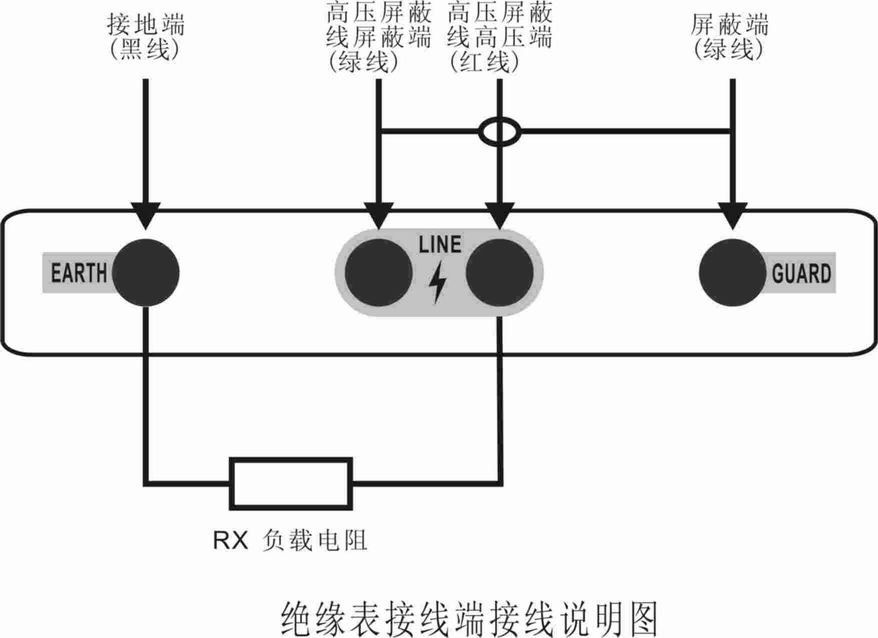 接地端
(黑线)
高压屏蔽
线屏蔽端
(绿线)
高压屏蔽
线高压端
(红线)
屏蔽端
(绿线)
EARTH
LINE
GUARD
RX 负载电阻
绝缘表接线端接线说明图